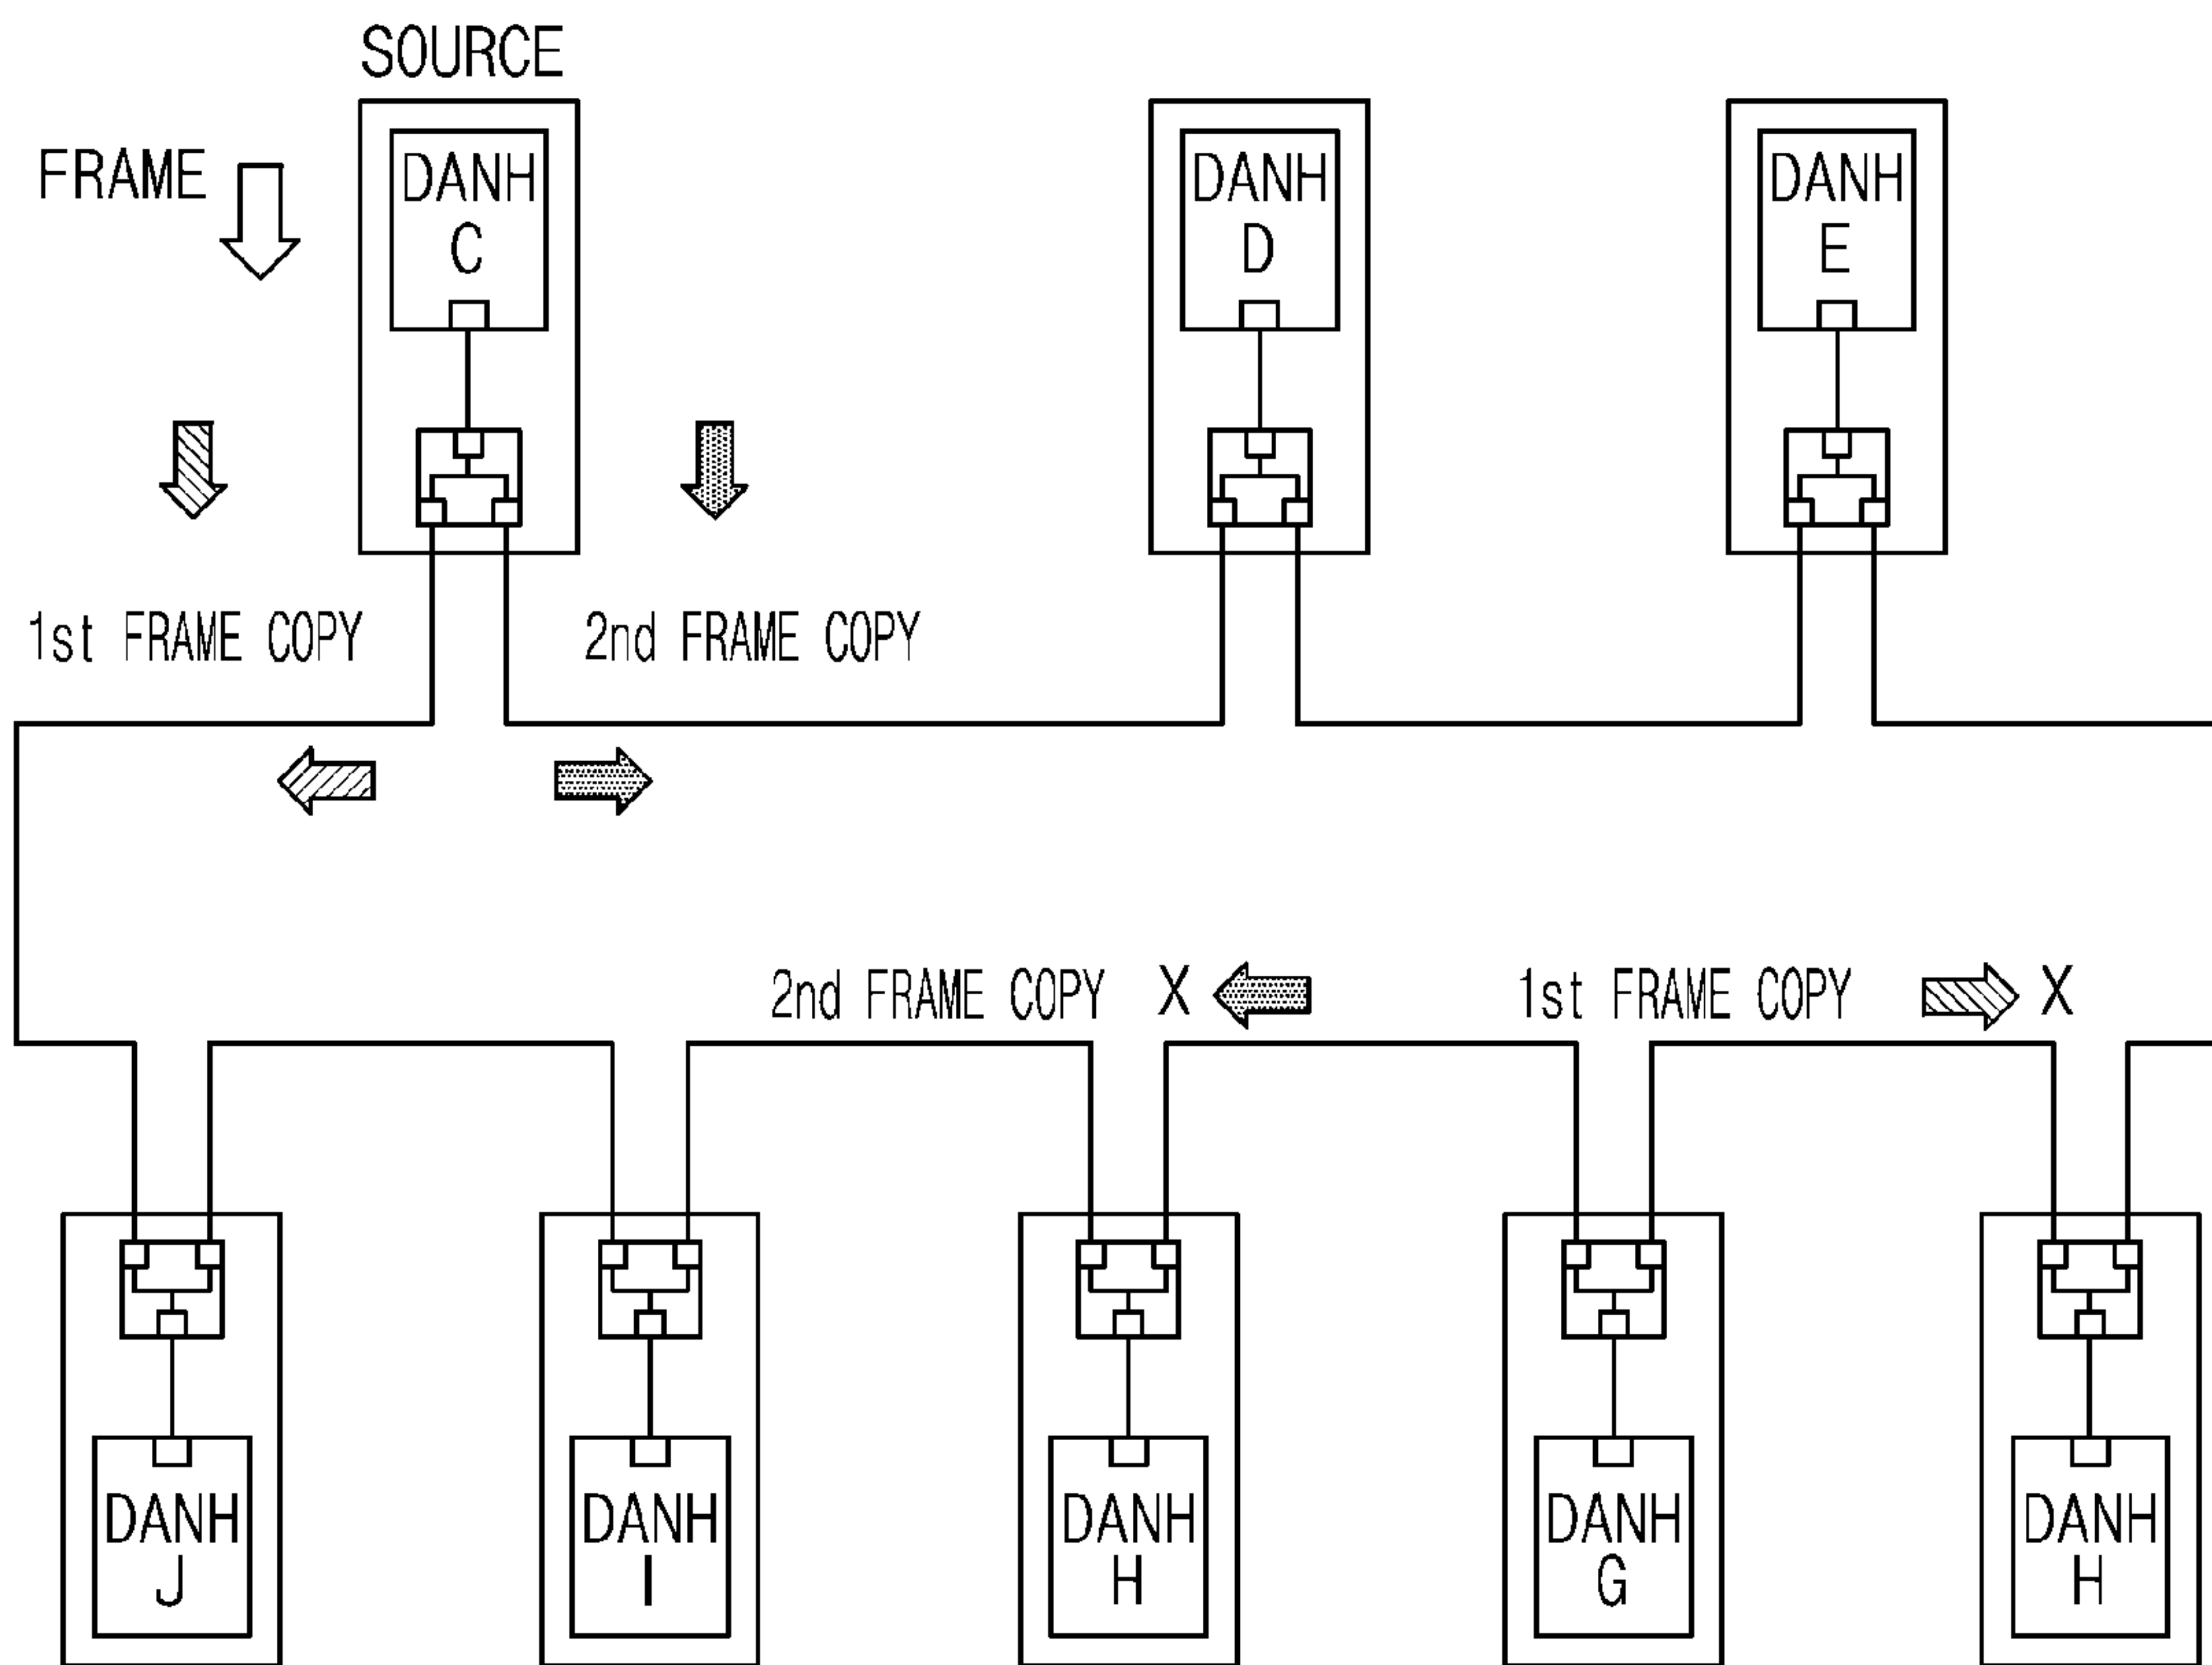 SOURCE
FRAME
DANH
C
DANH
D
DANH
E
1st FRAME COPY
2nd FRAME COPY
2nd FRAME COPY X
1st FRAME COPY X
DANH
J
DANH
I
DANH
H
DANH
G
DANH
H